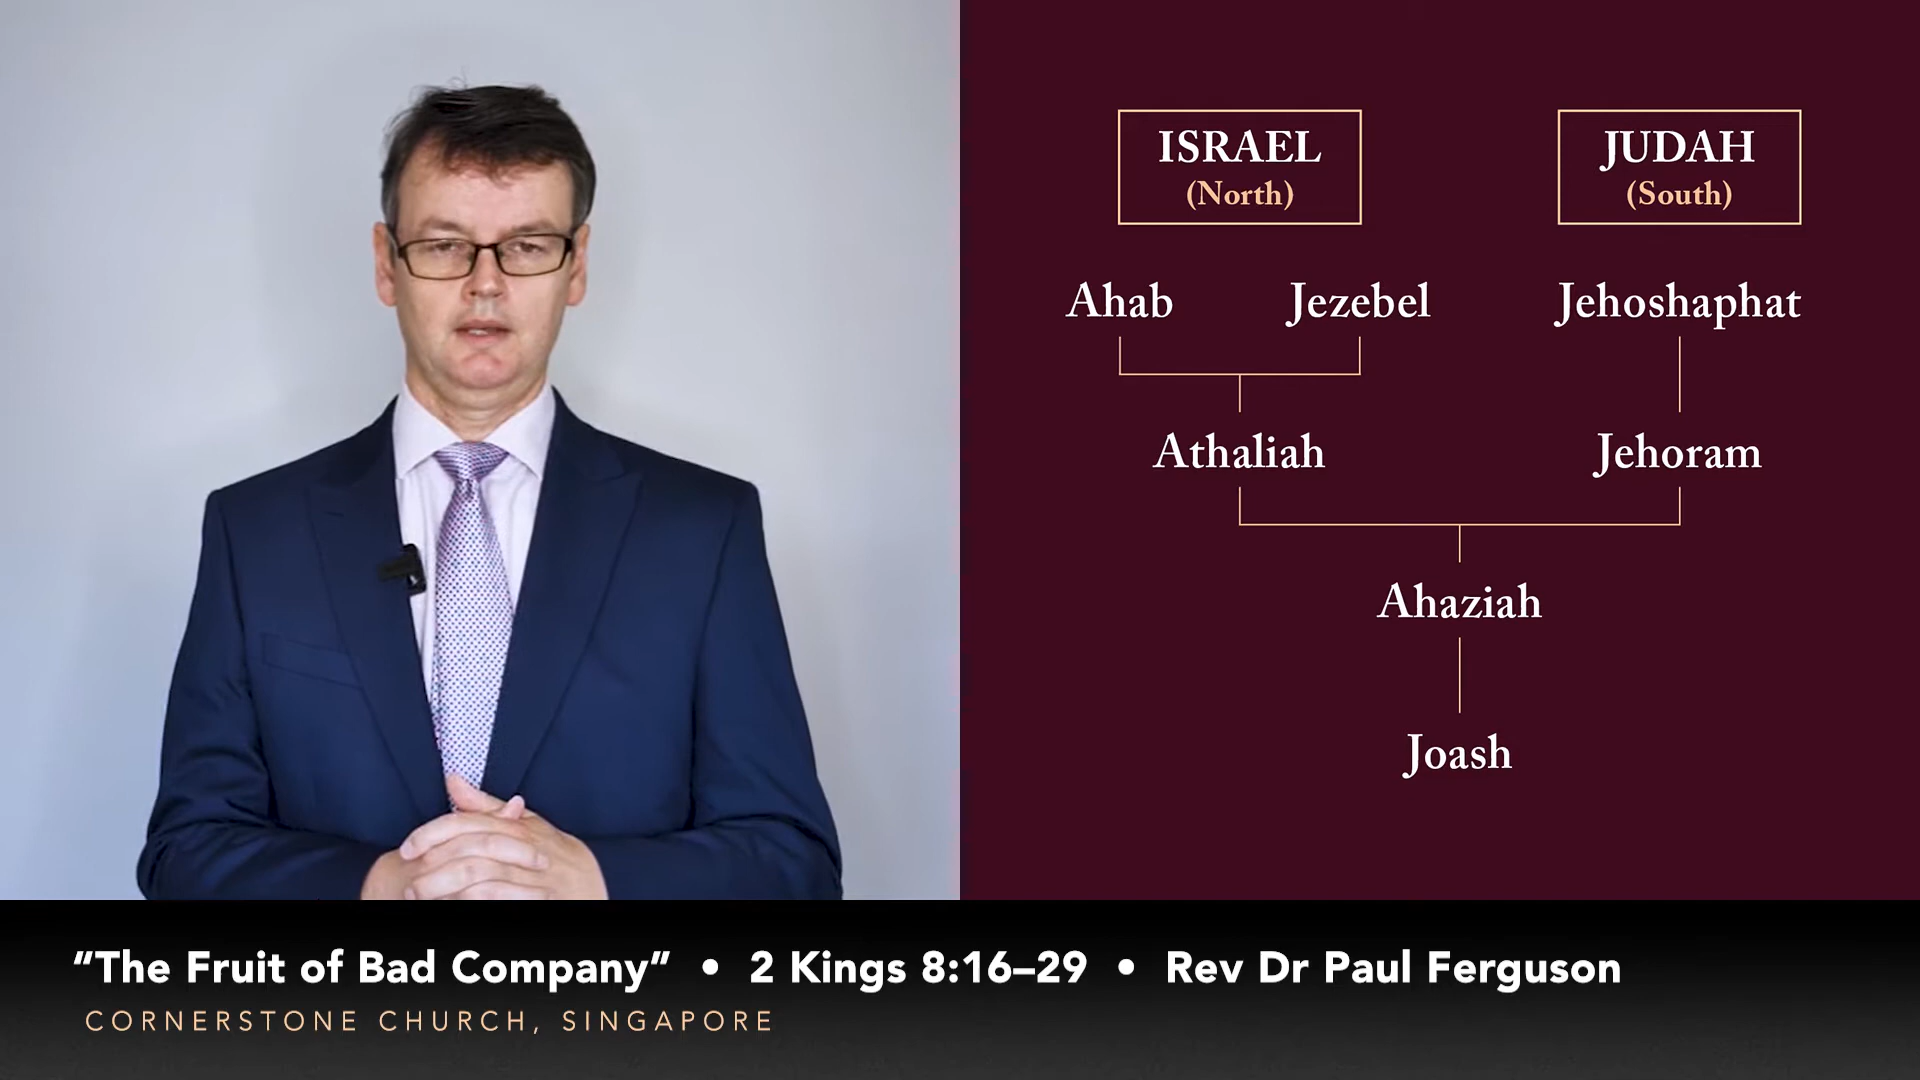 ISRAEL
(North)
JUDAH
(South)
Ahab
Jezebel
Jehoshaphat
Athaliah
Jehoram
Ahaziah
Joash
“The Fruit of Bad Company” • 2 Kings 8:16–29 • Rev Dr Paul Ferguson
CORNERSTONE CHURCH, SINGAPORE